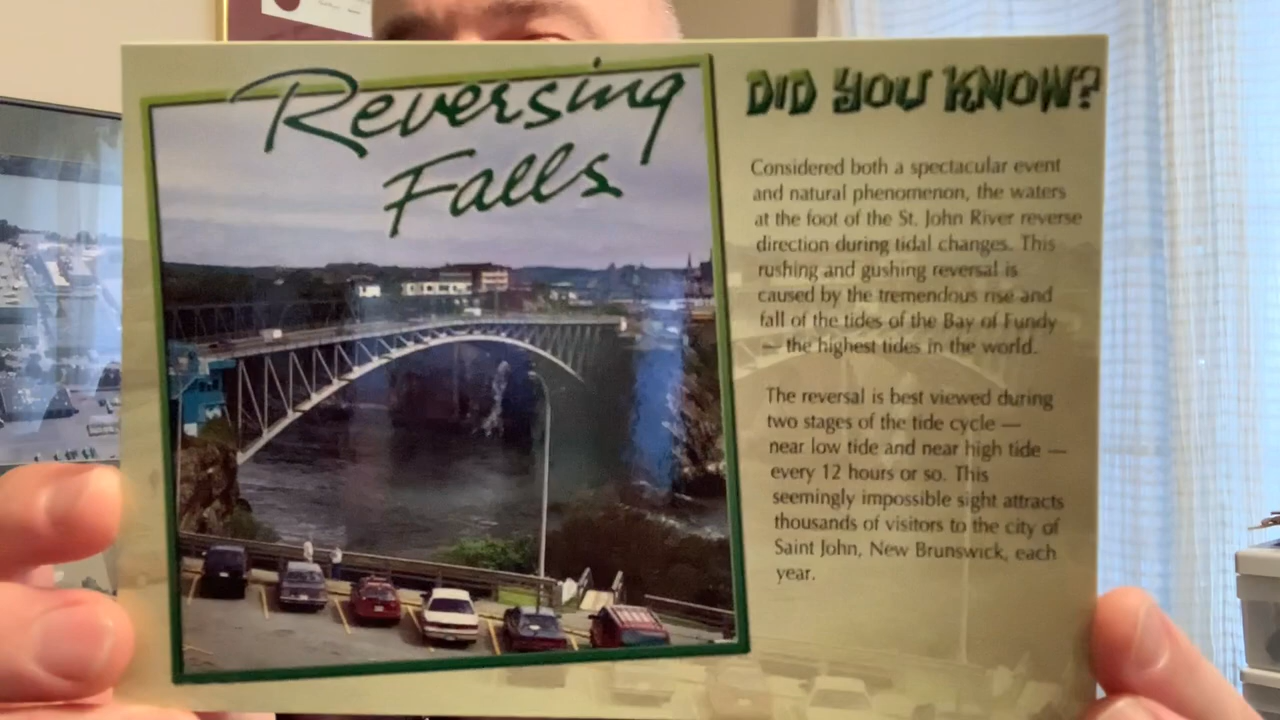 Reversing
Falls
DID YOU KNOW?
Considered both a spectacular event
and natural phenomenon, the waters
at the foot of the St. John River reverse
direction during tidal changes. This
rushing and gushing reversal is
caused by the tremendous rise and
fall of the tides of the Bay of Fundy
— the highest tides in the world.
The reversal is best viewed during
two stages of the tide cycle —
near low tide and near high tide —
every 12 hours or so. This
seemingly impossible sight attracts
thousands of visitors to the city of
Saint John, New Brunswick, each
year.